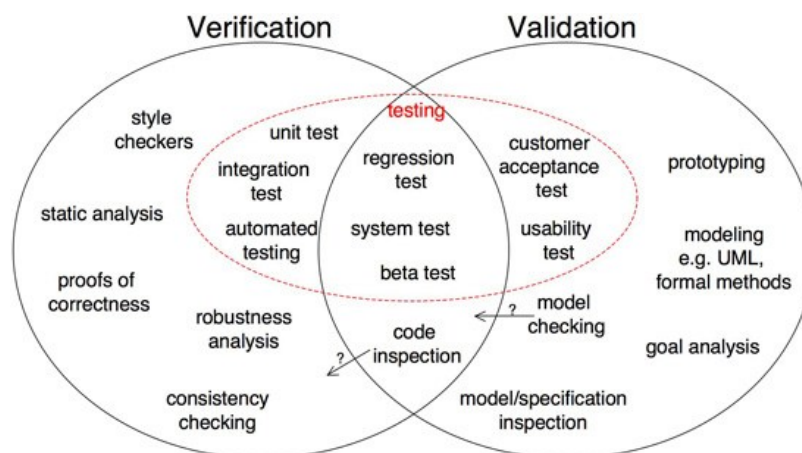 Verification
Validation
testing
style
checkers
unit test
customer
acceptance
test
regression
test
prototyping
integration
test
static analysis
automated
testing
system test
usability
test
modeling
e.g. UML,
formal methods
beta test
proofs of
correctness
robustness
analysis
?
model
checking
code
inspection
?
goal analysis
consistency
checking
model/specification
inspection